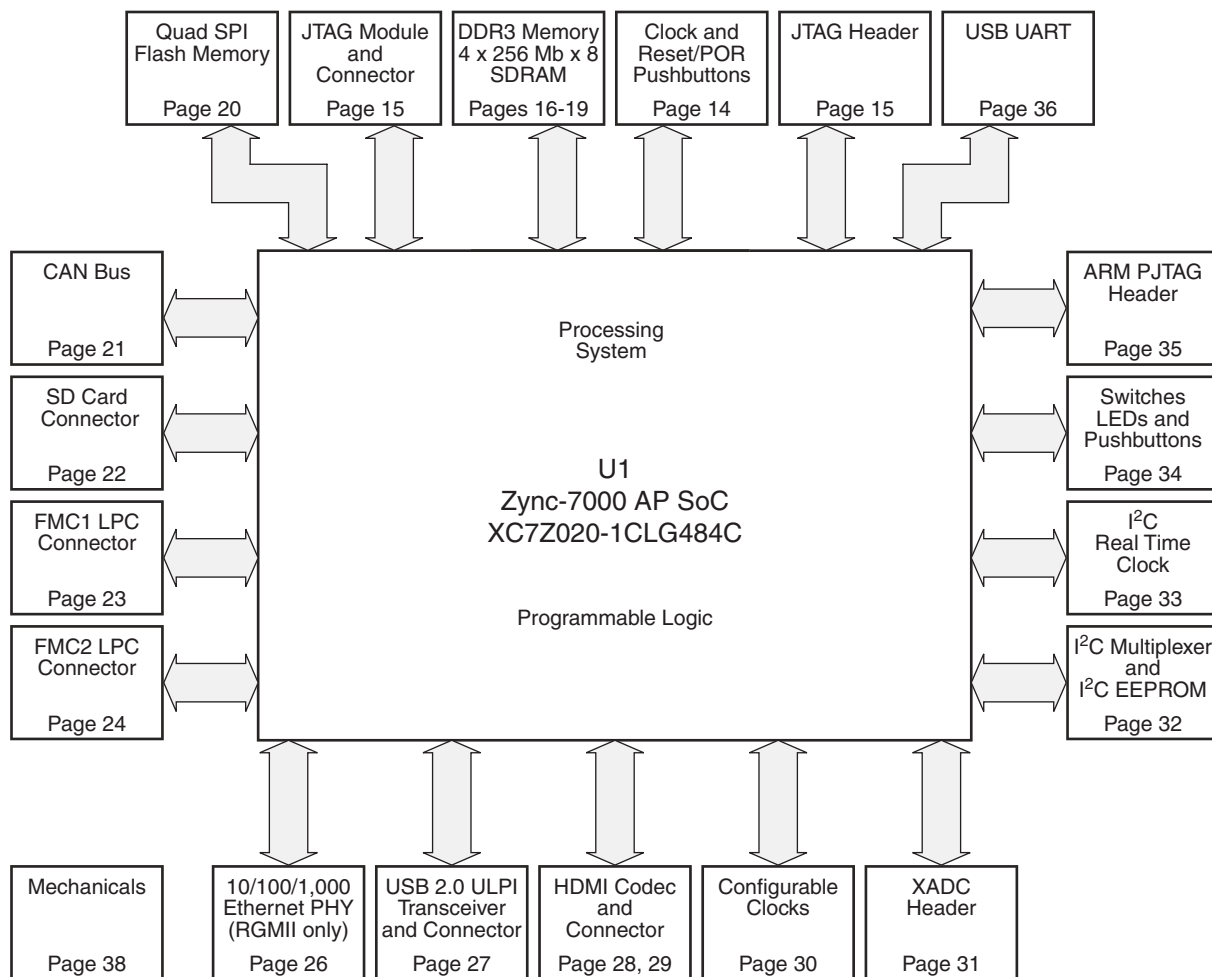 Quad SPI
Flash Memory
Page 20
JTAG Module
and
Connector
Page 15
DDR3 Memory
4 x 256 Mb x 8
SDRAM
Pages 16-19
Clock and
Reset/POR
Pushbuttons
Page 14
JTAG Header
Page 15
USB UART
Page 36
CAN Bus
Page 21
SD Card
Connector
Page 22
FMC1 LPC
Connector
Page 23
FMC2 LPC
Connector
Page 24
Processing
System
U1
Zync-7000 AP SoC
XC7Z020-1CLG484C
Programmable Logic
ARM PJTAG
Header
Page 35
Switches
LEDs and
Pushbuttons
Page 34
I²C
Real Time
Clock
Page 33
I²C Multiplexer
and
I²C EEPROM
Page 32
Mechanicals
Page 38
10/100/1,000
Ethernet PHY
(RGMII only)
Page 26
USB 2.0 ULPI
Transceiver
and Connector
Page 27
HDMI Codec
and
Connector
Page 28, 29
Configurable
Clocks
Page 30
XADC
Header
Page 31